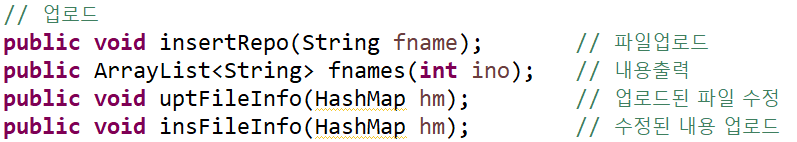 // 업로드
public void insertRepo(String fname); // 파일업로드
public ArrayList<String> fnames(int ino); // 내용출력
public void uptFileInfo(HashMap hm); // 업로드된 파일 수정
public void insFileInfo(HashMap hm); // 수정된 내용 업로드